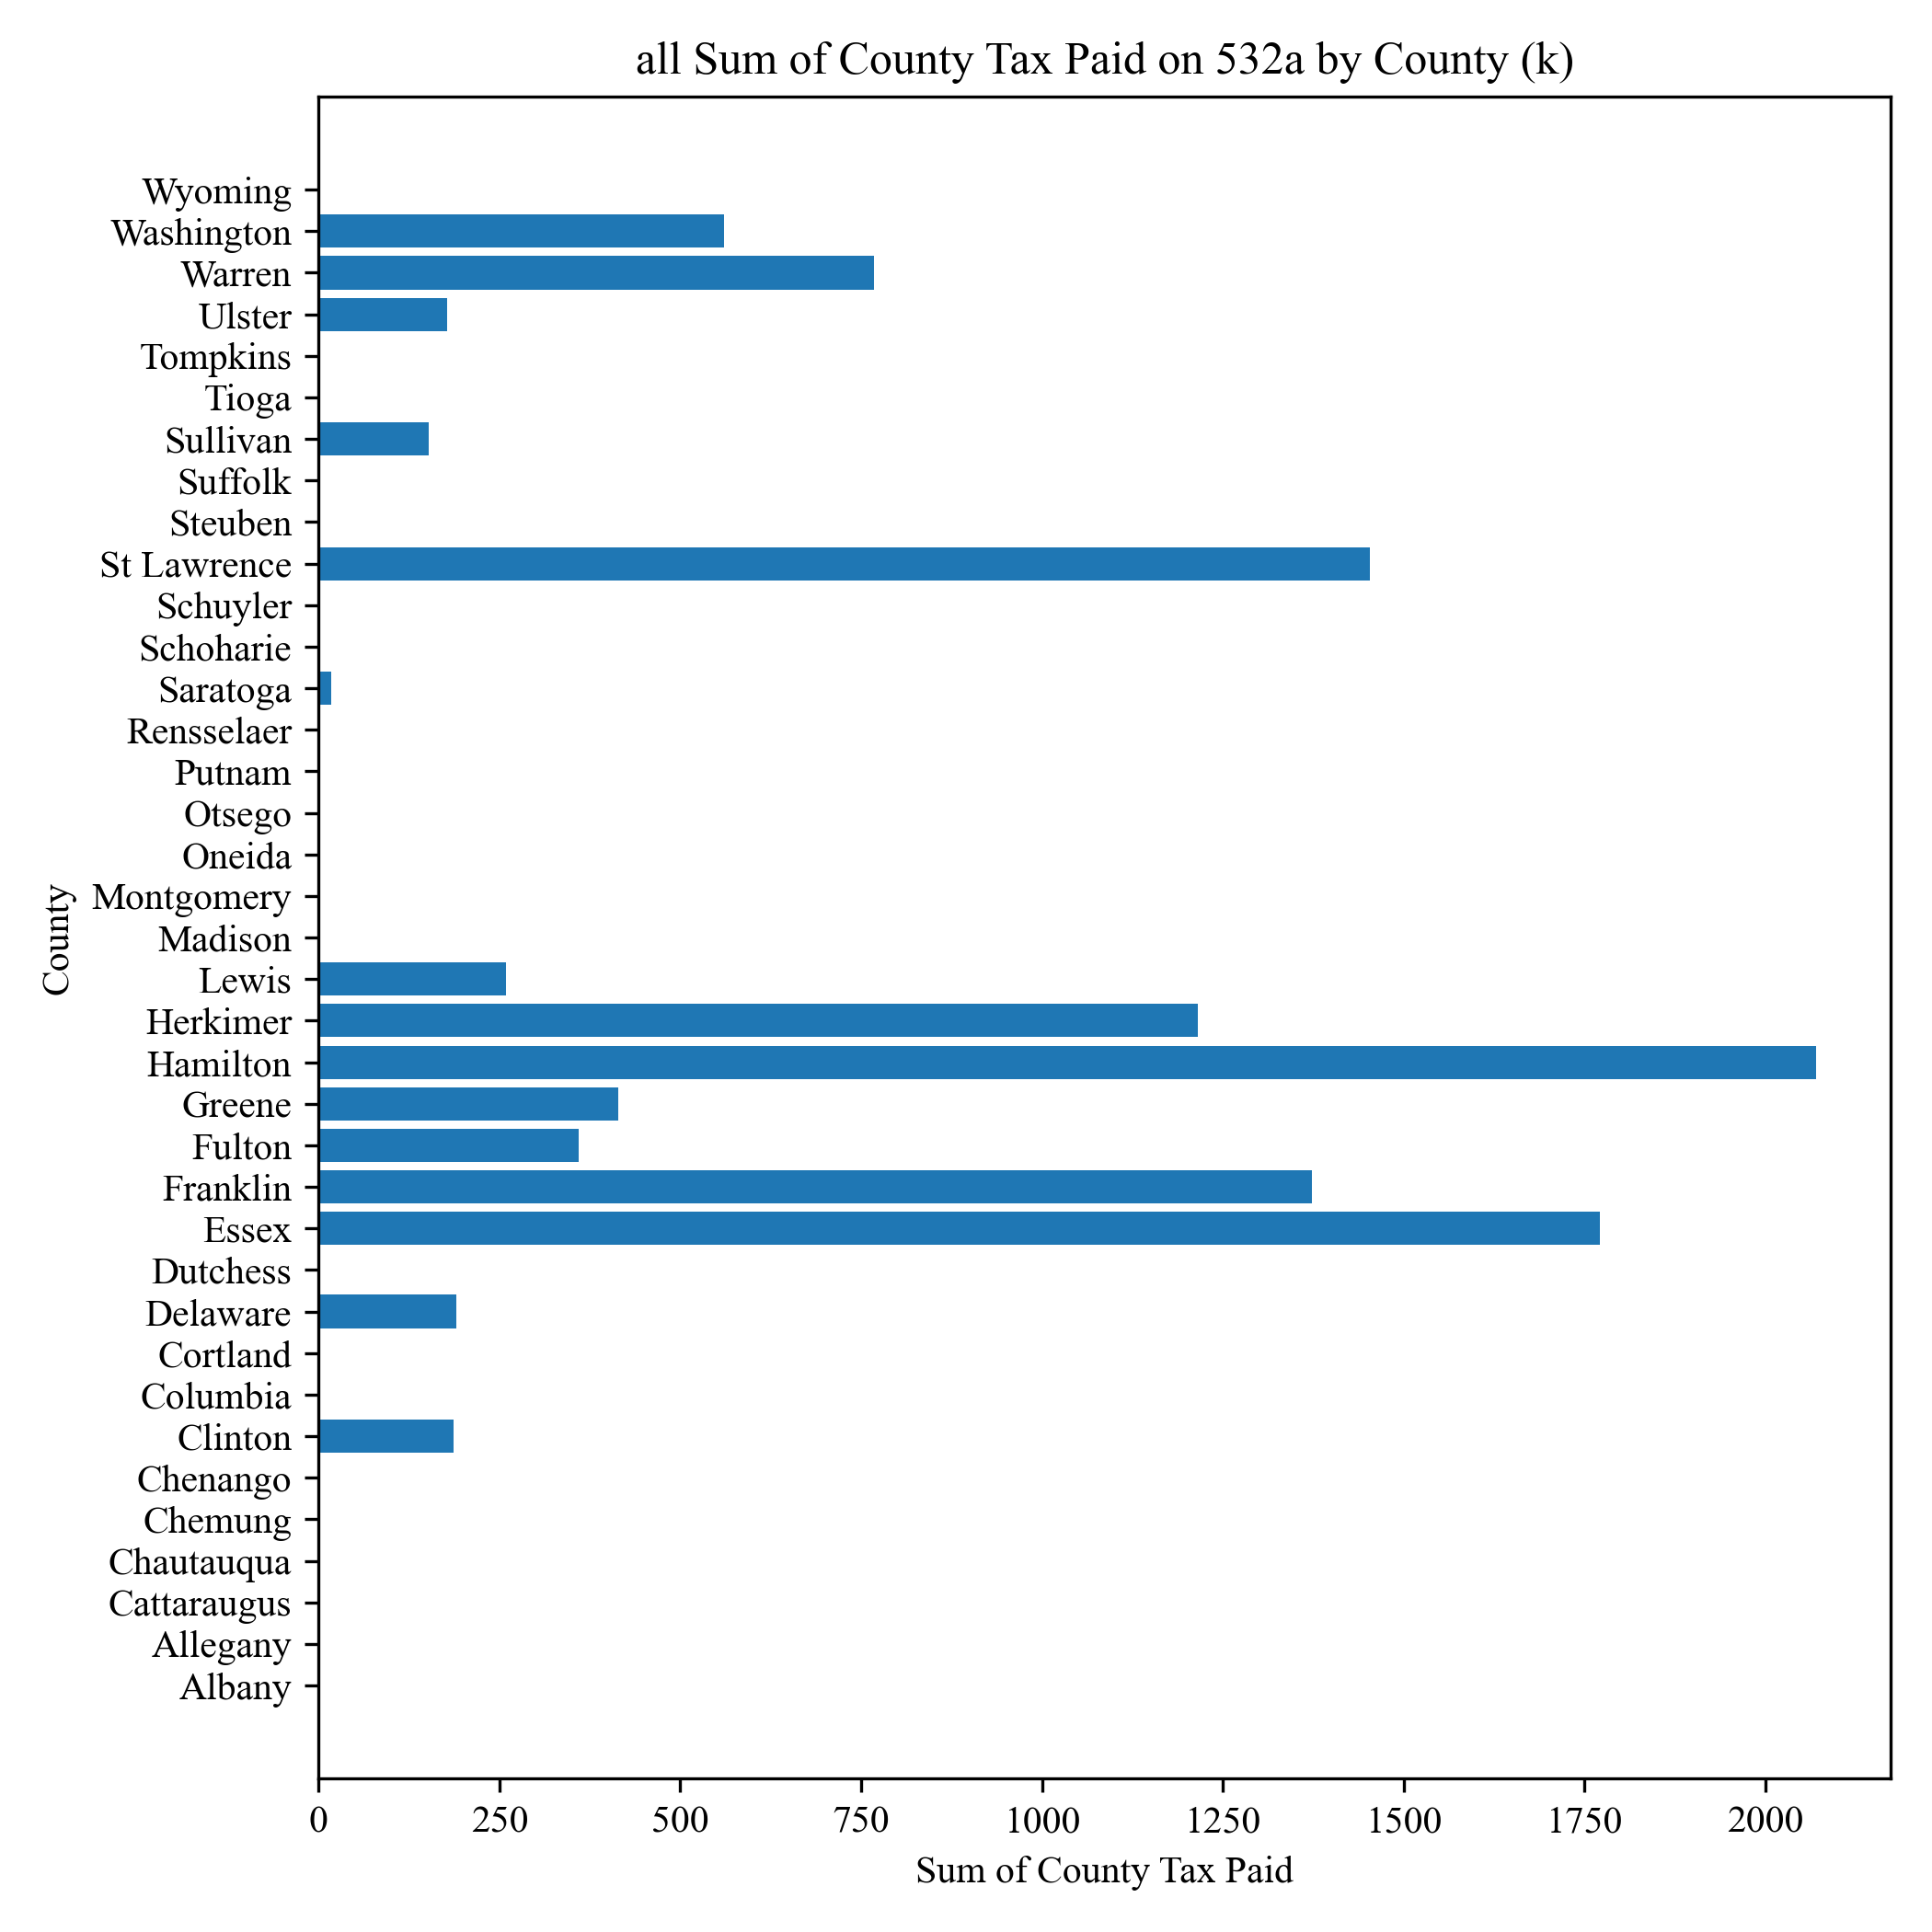 all Sum of County Tax Paid on 532a by County (k)
Wyoming
Washington
Warren
Ulster
Tompkins
Tioga
Sullivan
Suffolk
Steuben
St Lawrence
Schuyler
Schoharie
Saratoga
Rensselaer
Putnam
Otsego
Oneida
Montgomery
Madison
Lewis
Herkimer
Hamilton
Greene
Fulton
Franklin
Essex
Dutchess
Delaware
Cortland
Columbia
Clinton
Chenango
Chemung
Chautauqua
Cattaraugus
Allegany
Albany
County
0 250 500 750 1000 1250 1500 1750 2000
Sum of County Tax Paid